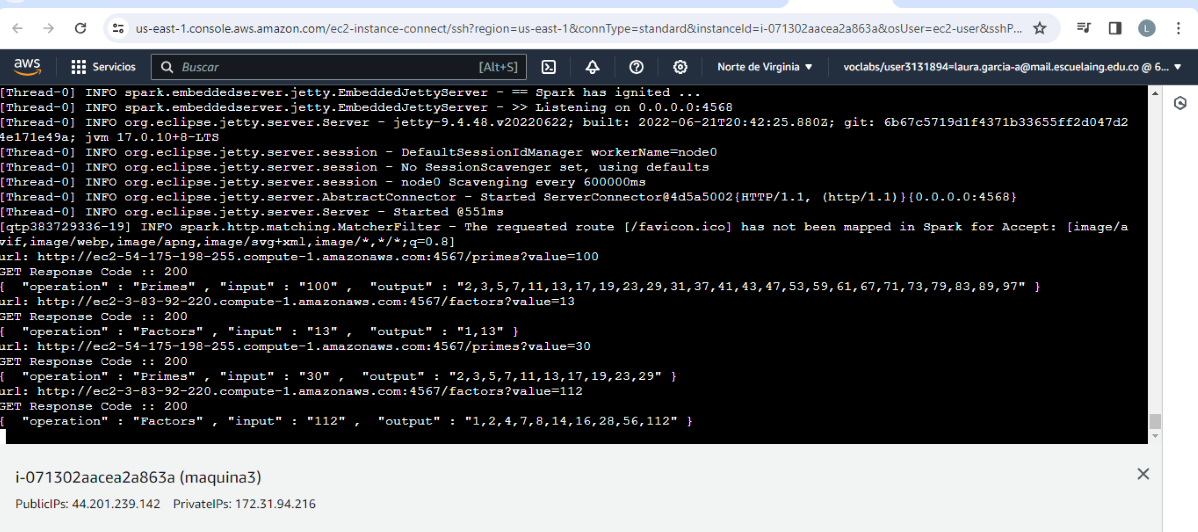 us-east-1.console.aws.amazon.com/ec2-instance-connect/ssh?region=us-east-1&connType=standard&instanceId=i-071302aacea2a863a&osUser=ec2-user&sshP...
L
aws Servicios Buscar [Alt+S] Norte de Virginia voclabs/user3131894=laura.garcia-a@mail.escuelaing.edu.co @ 6...
[Thread-0] INFO spark.embeddedserver.jetty.EmbeddedJettyServer - == Spark has ignited ...
[Thread-0] INFO spark.embeddedserver.jetty.EmbeddedJettyServer - >> Listening on 0.0.0.0:4568
[Thread-0] INFO org.eclipse.jetty.server.Server - jetty-9.4.48.v20220622; built: 2022-06-21T20:42:25.880Z; git: 6b67c5719d1f4371b33655ff2d047d2
4e171e49a; jvm 17.0.10+8-LTS
[Thread-0] INFO org.eclipse.jetty.server.session - DefaultSessionIdManager workerName=node0
[Thread-0] INFO org.eclipse.jetty.server.session - No SessionScavenger set, using defaults
[Thread-0] INFO org.eclipse.jetty.server.session - node0 Scavenging every 600000ms
[Thread-0] INFO org.eclipse.jetty.server.AbstractConnector - Started ServerConnector@4d5a5002{HTTP/1.1, (http/1.1)}{0.0.0.0:4568}
[Thread-0] INFO org.eclipse.jetty.server.Server - Started @551ms
[qtp383729336-19] INFO spark.http.matching.MatcherFilter - The requested route [/favicon.ico] has not been mapped in Spark for Accept: [image/a
vif,image/webp,image/apng,image/svg+xml,image/*,*/*;q=0.8]
url: http://ec2-54-175-198-255.compute-1.amazonaws.com:4567/primes?value=100
GET Response Code :: 200
{ "operation" : "Primes" , "input" : "100" , "output" : "2,3,5,7,11,13,17,19,23,29,31,37,41,43,47,53,59,61,67,71,73,79,83,89,97" }
url: http://ec2-3-83-92-220.compute-1.amazonaws.com:4567/factors?value=13
GET Response Code :: 200
{ "operation" : "Factors" , "input" : "13" , "output" : "1,13" }
url: http://ec2-54-175-198-255.compute-1.amazonaws.com:4567/primes?value=30
GET Response Code :: 200
{ "operation" : "Primes" , "input" : "30" , "output" : "2,3,5,7,11,13,17,19,23,29" }
url: http://ec2-3-83-92-220.compute-1.amazonaws.com:4567/factors?value=112
GET Response Code :: 200
{ "operation" : "Factors" , "input" : "112" , "output" : "1,2,4,7,8,14,16,28,56,112" }
i-071302aacea2a863a (maquina3)
PublicIPs: 44.201.239.142 PrivateIPs: 172.31.94.216